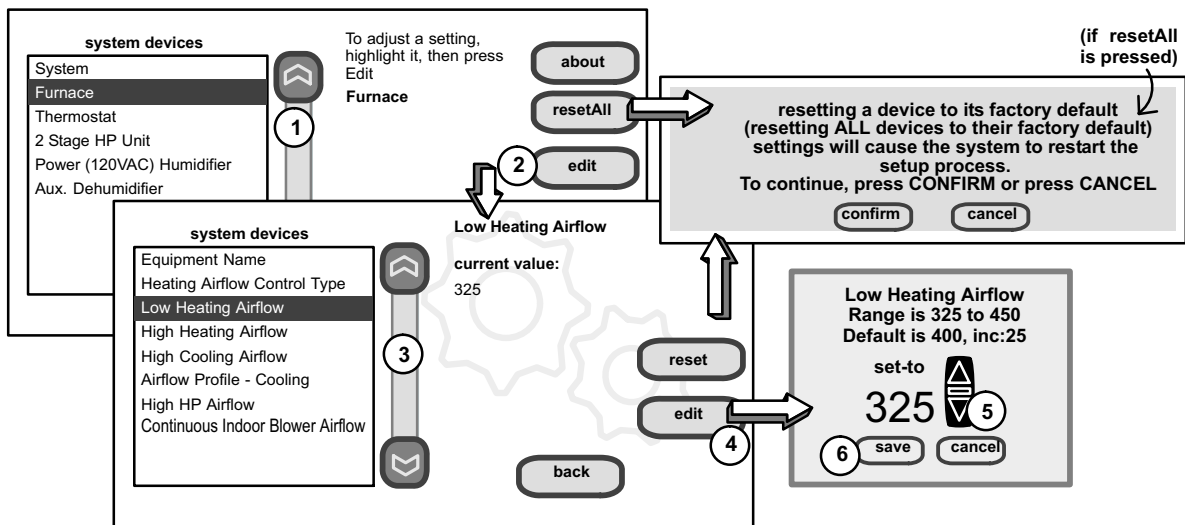 system devices
System
Furnace
Thermostat
2 Stage HP Unit
Power (120VAC) Humidifier
Aux. Dehumidifier
1
To adjust a setting,
highlight it, then press
Edit
Furnace
about
resetAll
2
edit
(if resetAll
is pressed)
resetting a device to its factory default
(resetting ALL devices to their factory default)
settings will cause the system to restart the
setup process.
To continue, press CONFIRM or press CANCEL
confirm
cancel
system devices
Equipment Name
Heating Airflow Control Type
Low Heating Airflow
High Heating Airflow
High Cooling Airflow
Airflow Profile - Cooling
High HP Airflow
Continuous Indoor Blower Airflow
3
Low Heating Airflow
current value:
325
reset
edit
4
back
Low Heating Airflow
Range is 325 to 450
Default is 400, inc:25
set-to
325
5
6
save
cancel